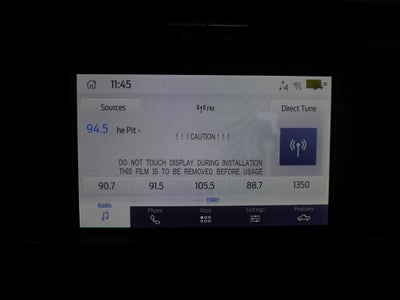 11:45
Sources
FM
Direct Tune
94.5 he Pit -
! ! ! CAUTION ! ! !
DO NOT TOUCH DISPLAY DURING INSTALLATION
THIS FILM IS TO BE REMOVED BEFORE USAGE
90.7 91.5 105.5 88.7 1350
Audio Phone Apps Settings Features